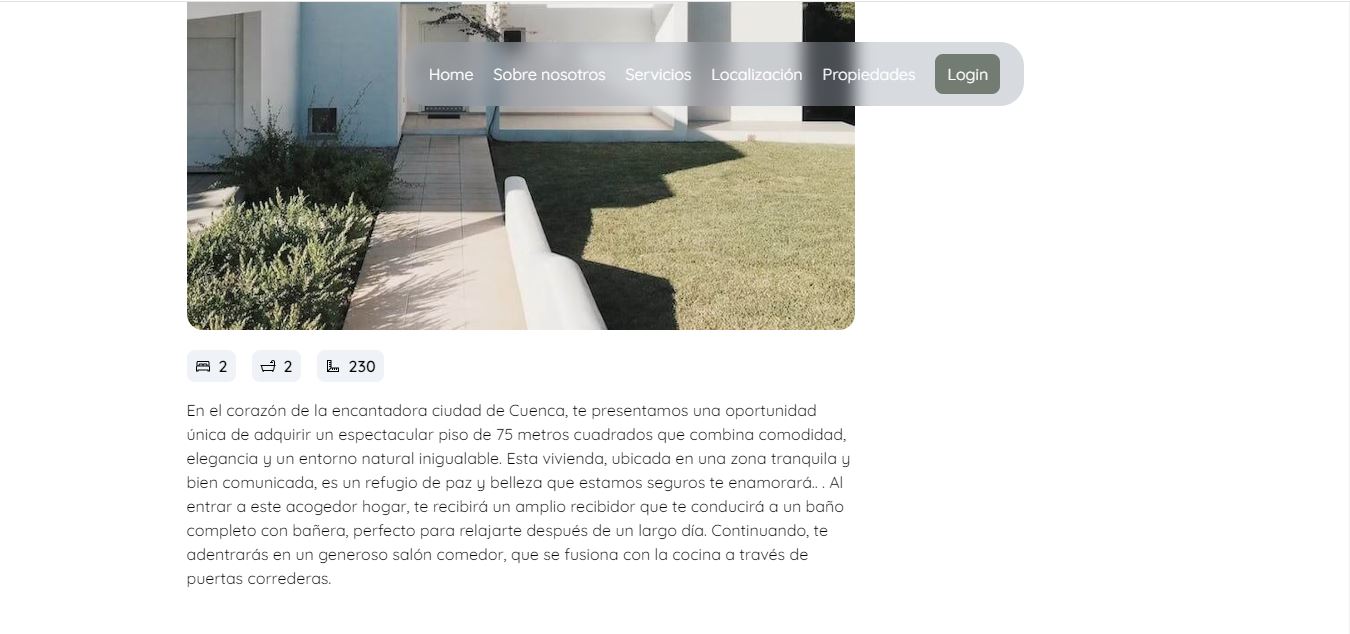 Home Sobre nosotros Servicios Localización Propiedades Login
2 2 230
En el corazón de la encantadora ciudad de Cuenca, te presentamos una oportunidad
única de adquirir un espectacular piso de 75 metros cuadrados que combina comodidad,
elegancia y un entorno natural inigualable. Esta vivienda, ubicada en una zona tranquila y
bien comunicada, es un refugio de paz y belleza que estamos seguros te enamorará.. . Al
entrar a este acogedor hogar, te recibirá un amplio recibidor que te conducirá a un baño
completo con bañera, perfecto para relajarte después de un largo día. Continuando, te
adentrarás en un generoso salón comedor, que se fusiona con la cocina a través de
puertas correderas.